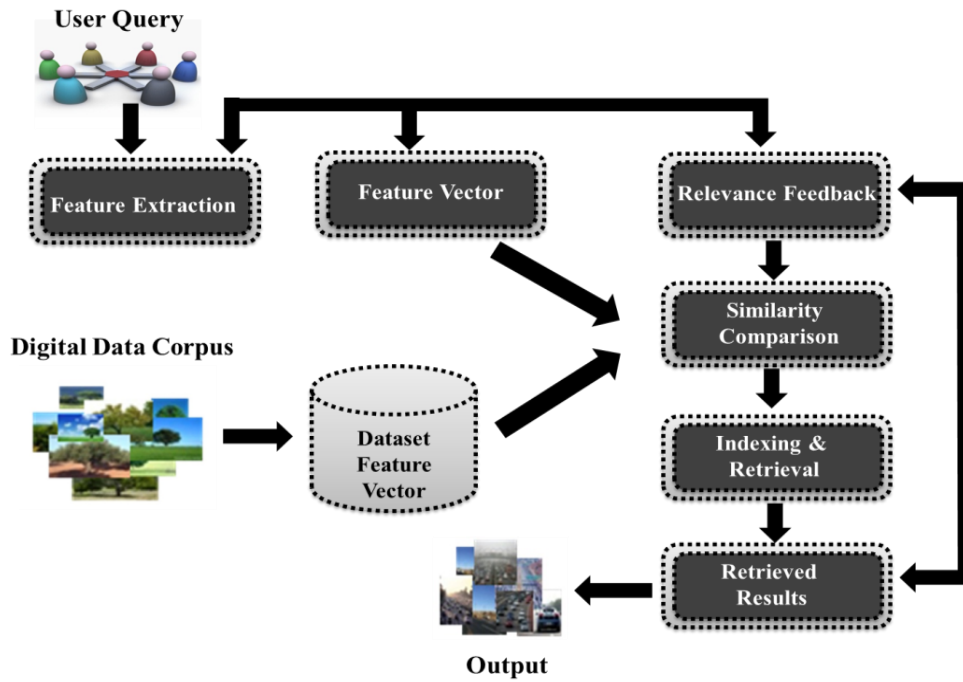 User Query
Feature Extraction
Feature Vector
Relevance Feedback
Similarity
Comparison
Digital Data Corpus
Dataset
Feature
Vector
Indexing &
Retrieval
Retrieved
Results
Output